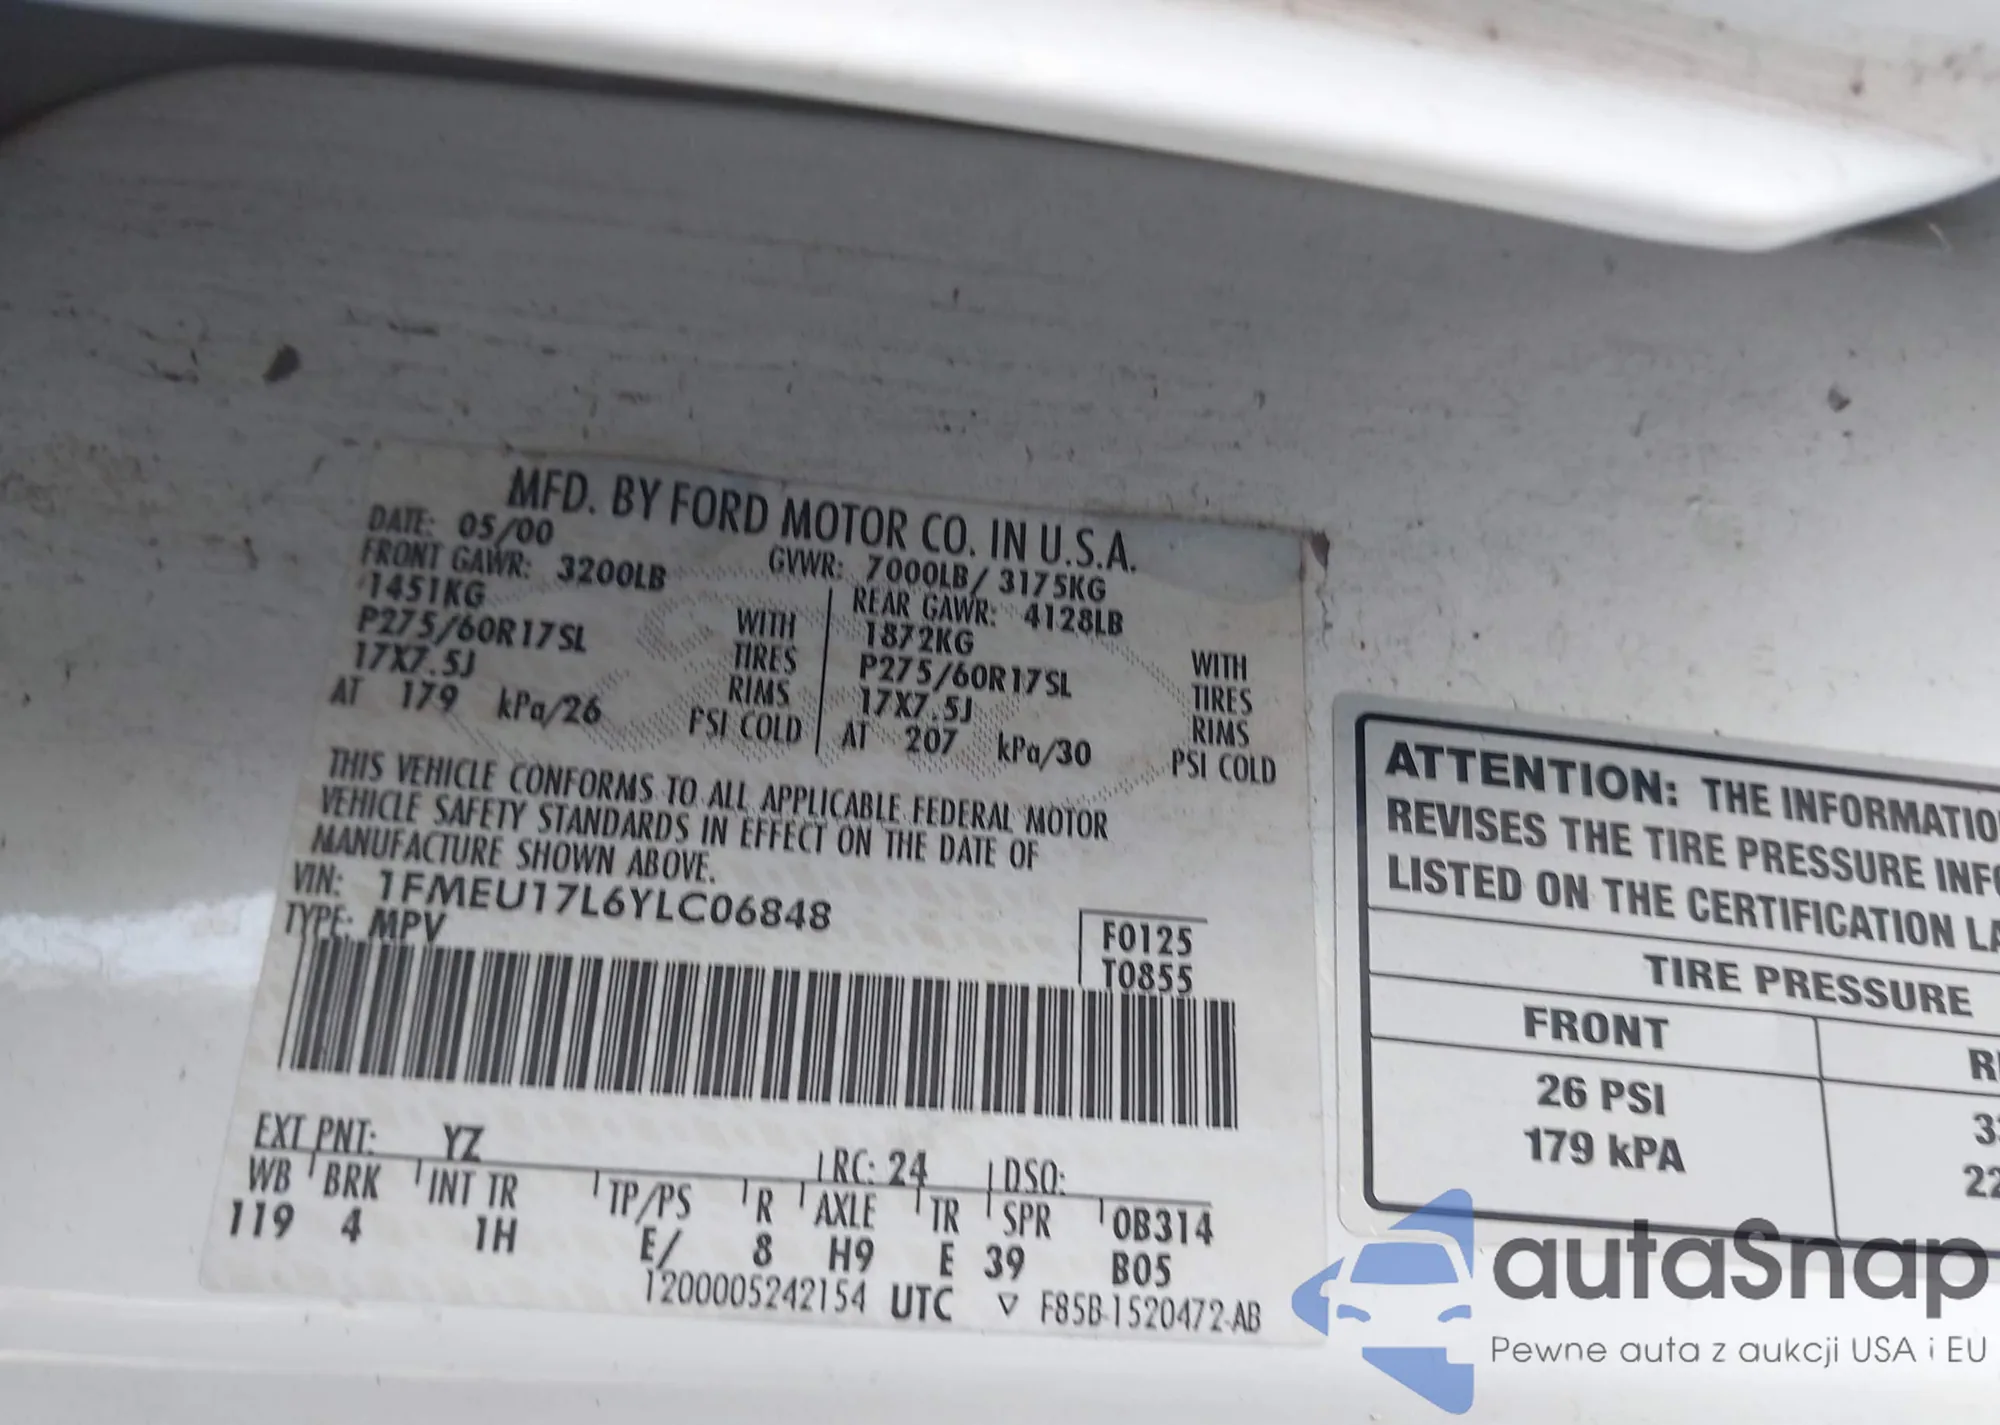 MFD. BY FORD MOTOR CO. IN U.S.A.
DATE: 05/00 GVWR: 7000LB/ 3175KG
FRONT GAWR: 3200LB REAR GAWR: 4128LB
1451KG WITH 1872KG WITH
P275/60R17SL TIRES P275/60R17SL TIRES
17X7.5J RIMS 17X7.5J RIMS
AT 179 kPa/26 PSI COLD AT 207 kPa/30 PSI COLD
THIS VEHICLE CONFORMS TO ALL APPLICABLE FEDERAL MOTOR
VEHICLE SAFETY STANDARDS IN EFFECT ON THE DATE OF
MANUFACTURE SHOWN ABOVE.
VIN: 1FMEU17L6YLC06848
TYPE: MPV
F0125
T0855
EXT PNT: YZ RC: 24 DSO:
WB BRK INT TR TP/PS R AXLE TR SPR 0B314
119 4 1H E/ 8 H9 E 39 B05
1200005242154 UTC ▽ F85B-1520472-AB
ATTENTION: THE INFORMATIO
REVISES THE TIRE PRESSURE INF
LISTED ON THE CERTIFICATION LA
TIRE PRESSURE
FRONT R
26 PSI 3
179 kPA 22
autaSnap
Pewne auta z aukcji USA i EU